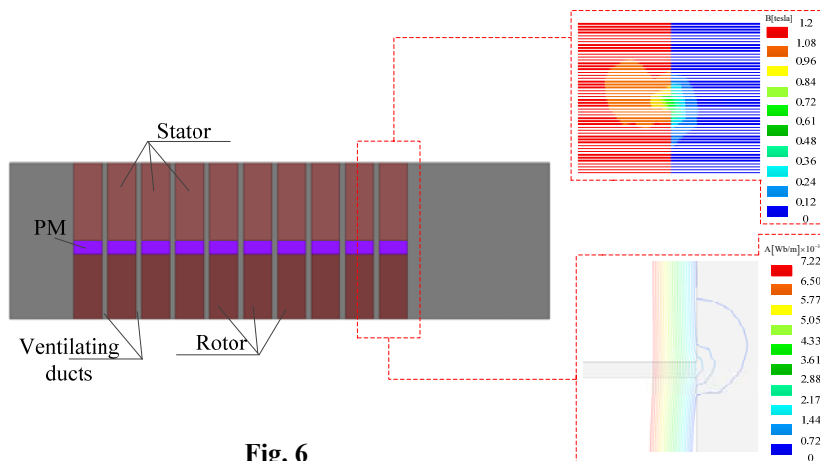 B[tesla]
1.2
1.08
0.96
0.84
0.72
0.61
0.48
0.36
0.24
0.12
0
Stator
PM
Ventilating
ducts
Rotor
A[Wb/m]×10⁻
7.22
6.50
5.77
5.05
4.33
3.61
2.88
2.17
1.44
0.72
0
Fig. 6